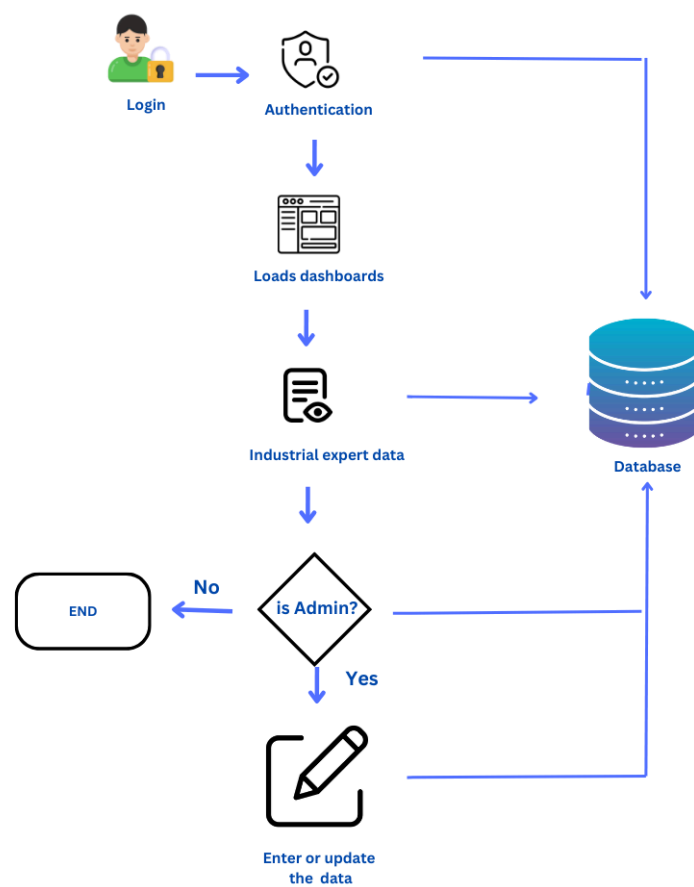 Login
Authentication
Loads dashboards
Industrial expert data
Database
No
END
is Admin?
Yes
Enter or update
the data